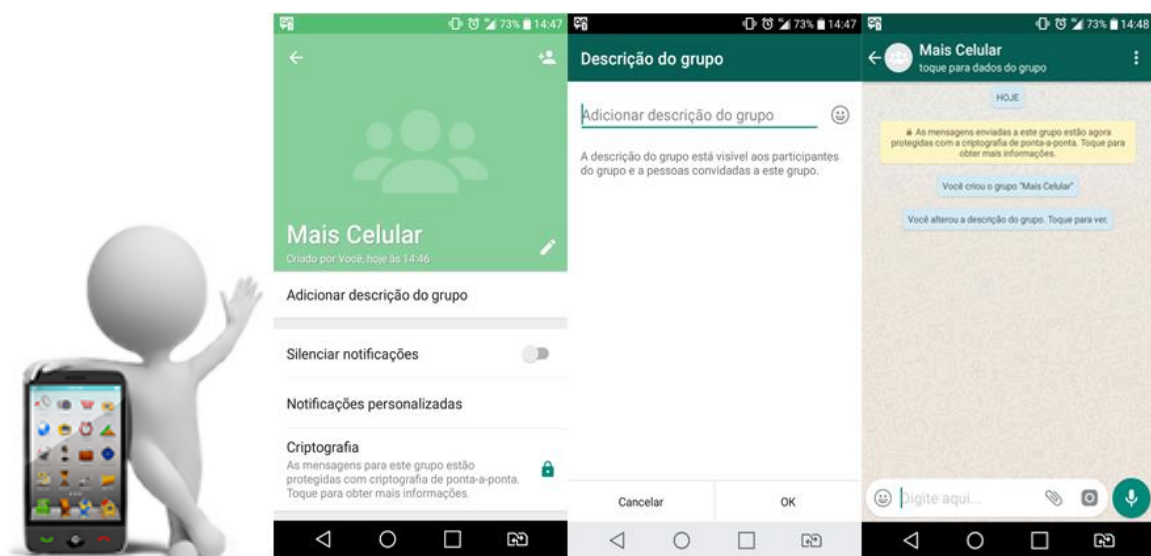 73% 14:47
Mais Celular
Criado por Você, hoje às 14:46
Adicionar descrição do grupo
Silenciar notificações
Notificações personalizadas
Criptografia
As mensagens para este grupo estão
protegidas com criptografia de ponta-a-ponta.
Toque para obter mais informações.
73% 14:47
Descrição do grupo
Adicionar descrição do grupo
A descrição do grupo está visível aos participantes
do grupo e a pessoas convidadas a este grupo.
Cancelar OK
73% 14:48
Mais Celular
toque para dados do grupo
HOJE
As mensagens enviadas a este grupo estão agora
protegidas com a criptografia de ponta-a-ponta. Toque para
obter mais informações.
Você criou o grupo "Mais Celular"
Você alterou a descrição do grupo. Toque para ver.
Digite aqui...